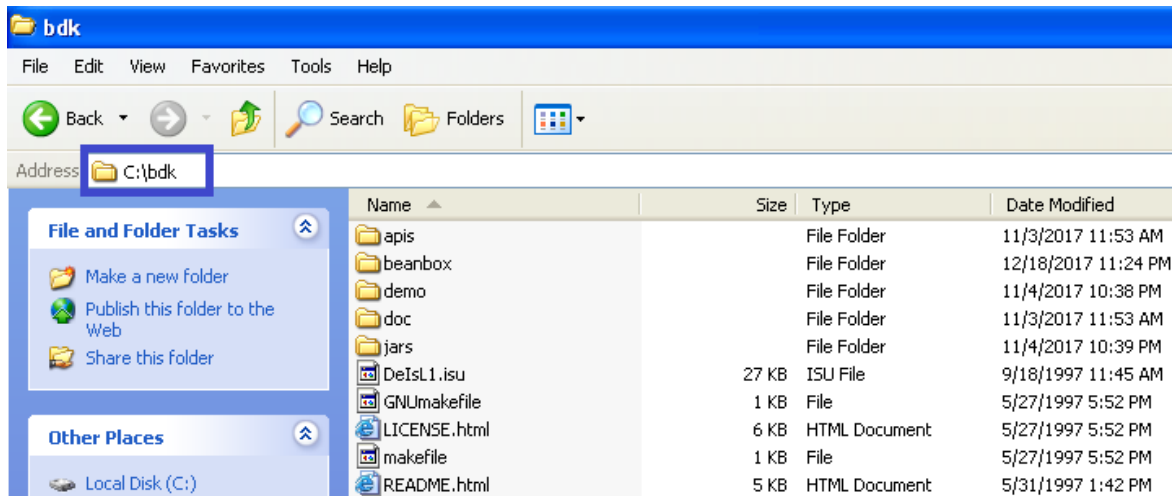 bdk
File Edit View Favorites Tools Help
Back Search Folders
Address C:\bdk
Name Size Type Date Modified
File and Folder Tasks
Make a new folder
Publish this folder to the
Web
Share this folder
Other Places
Local Disk (C:)
apis File Folder 11/3/2017 11:53 AM
beanbox File Folder 12/18/2017 11:24 PM
demo File Folder 11/4/2017 10:38 PM
doc File Folder 11/3/2017 11:53 AM
jars File Folder 11/4/2017 10:39 PM
DeIsL1.isu 27 KB ISU File 9/18/1997 11:45 AM
GNUmakefile 1 KB File 5/27/1997 5:52 PM
LICENSE.html 6 KB HTML Document 5/27/1997 5:52 PM
makefile 1 KB File 5/27/1997 5:52 PM
README.html 5 KB HTML Document 5/31/1997 1:42 PM